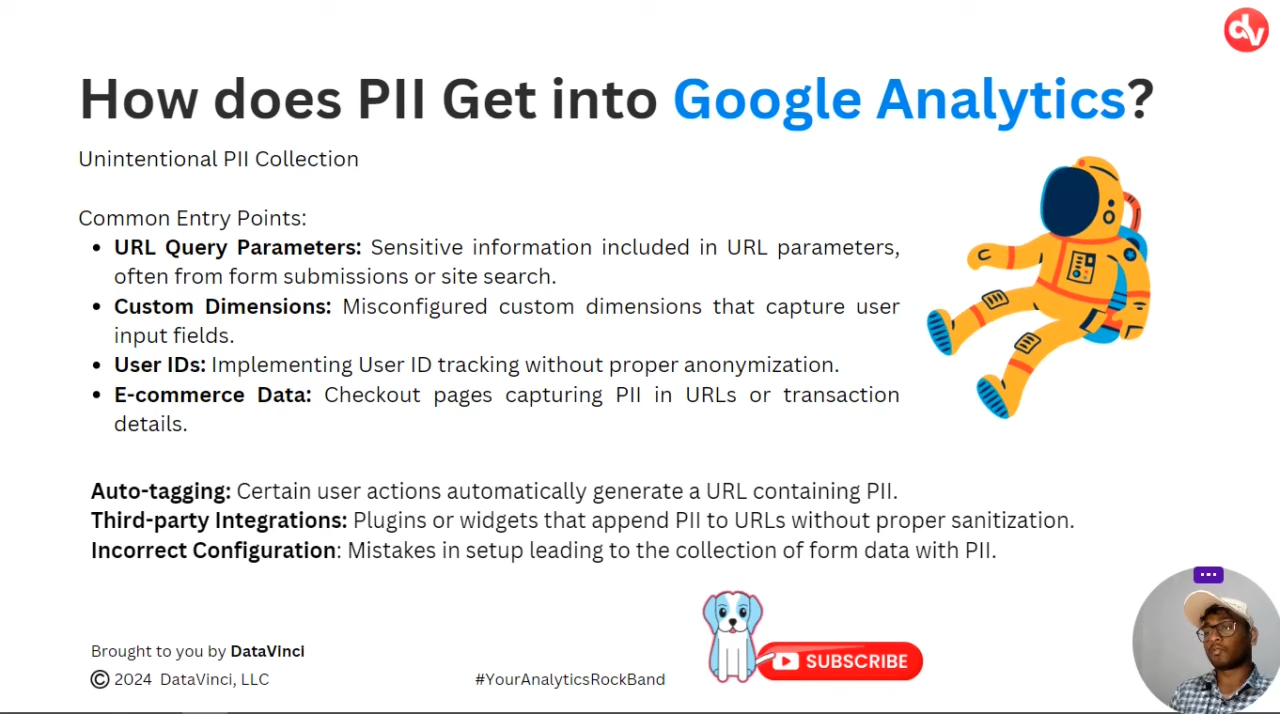 dv
How does PII Get into Google Analytics?
Unintentional PII Collection
Common Entry Points:
• URL Query Parameters: Sensitive information included in URL parameters,
often from form submissions or site search.
• Custom Dimensions: Misconfigured custom dimensions that capture user
input fields.
• User IDs: Implementing User ID tracking without proper anonymization.
• E-commerce Data: Checkout pages capturing PII in URLs or transaction
details.
Auto-tagging: Certain user actions automatically generate a URL containing PII.
Third-party Integrations: Plugins or widgets that append PII to URLs without proper sanitization.
Incorrect Configuration: Mistakes in setup leading to the collection of form data with PII.
SUBSCRIBE
Brought to you by DataVinci
© 2024 DataVinci, LLC
#YourAnalyticsRockBand